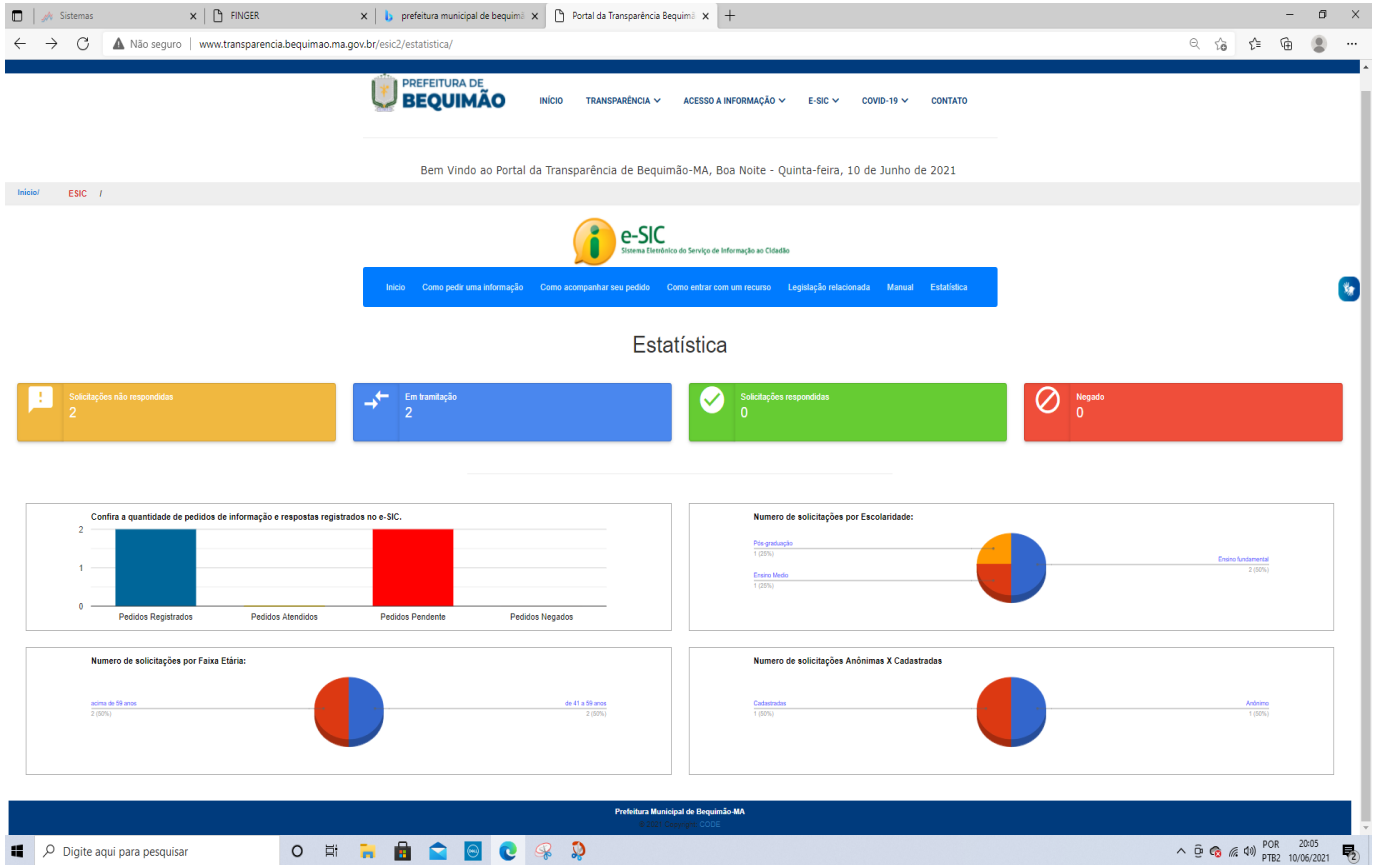 Sistemas
FINGER
prefeitura municipal de bequimã
Portal da Transparência Bequimã
Não seguro | www.transparencia.bequimao.ma.gov.br/esic2/estatistica/
PREFEITURA DE
BEQUIMÃO
INÍCIO TRANSPARÊNCIA ACESSO A INFORMAÇÃO E-SIC COVID-19 CONTATO
Bem Vindo ao Portal da Transparência de Bequimão-MA, Boa Noite - Quinta-feira, 10 de Junho de 2021
Inicio/ ESIC /
e-SIC
Sistema Eletrônico do Serviço de Informação ao Cidadão
Inicio Como pedir uma informação Como acompanhar seu pedido Como entrar com um recurso Legislação relacionada Manual Estatística
Estatística
Solicitações não respondidas
2
Em tramitação
2
Solicitações respondidas
0
Negado
0
Confira a quantidade de pedidos de informação e respostas registrados no e-SIC.
2
1
0
Pedidos Registrados Pedidos Atendidos Pedidos Pendente Pedidos Negados
Numero de solicitações por Escolaridade:
Pós-graduação
1 (25%)
Ensino Medio
1 (25%)
Ensino fundamental
2 (50%)
Numero de solicitações por Faixa Etária:
acima de 59 anos
2 (50%)
de 41 a 59 anos
2 (50%)
Numero de solicitações Anônimas X Cadastradas
Cadastradas
1 (50%)
Anônimo
1 (50%)
Prefeitura Municipal de Bequimão-MA
CODE
Digite aqui para pesquisar
POR
PTB2
20:05
10/06/2021
2